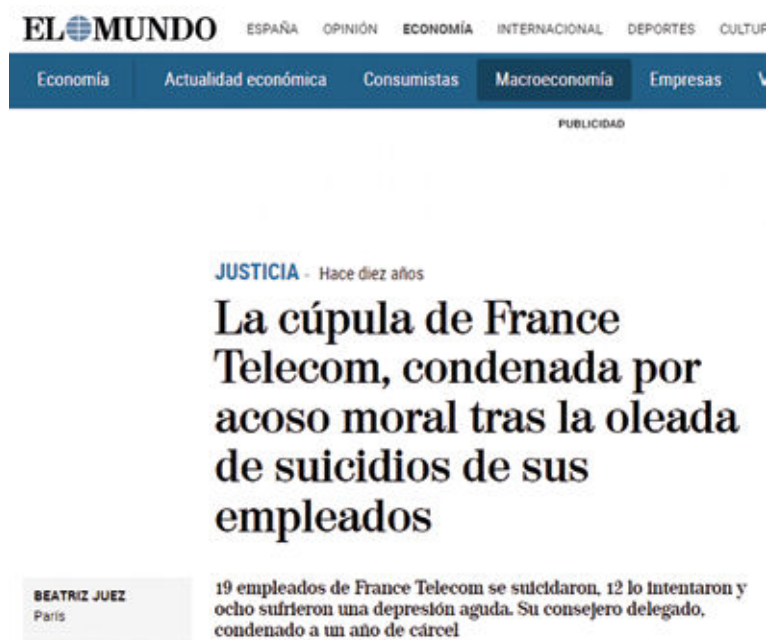 EL MUNDO ESPAÑA OPINIÓN ECONOMÍA INTERNACIONAL DEPORTES CULTUR
Economía Actualidad económica Consumistas Macroeconomía Empresas V
PUBLICIDAD
JUSTICIA - Hace diez años
La cúpula de France
Telecom, condenada por
acoso moral tras la oleada
de suicidios de sus
empleados
BEATRIZ JUEZ
París
19 empleados de France Telecom se suicidaron, 12 lo intentaron y
ocho sufrieron una depresión aguda. Su consejero delegado,
condenado a un año de cárcel